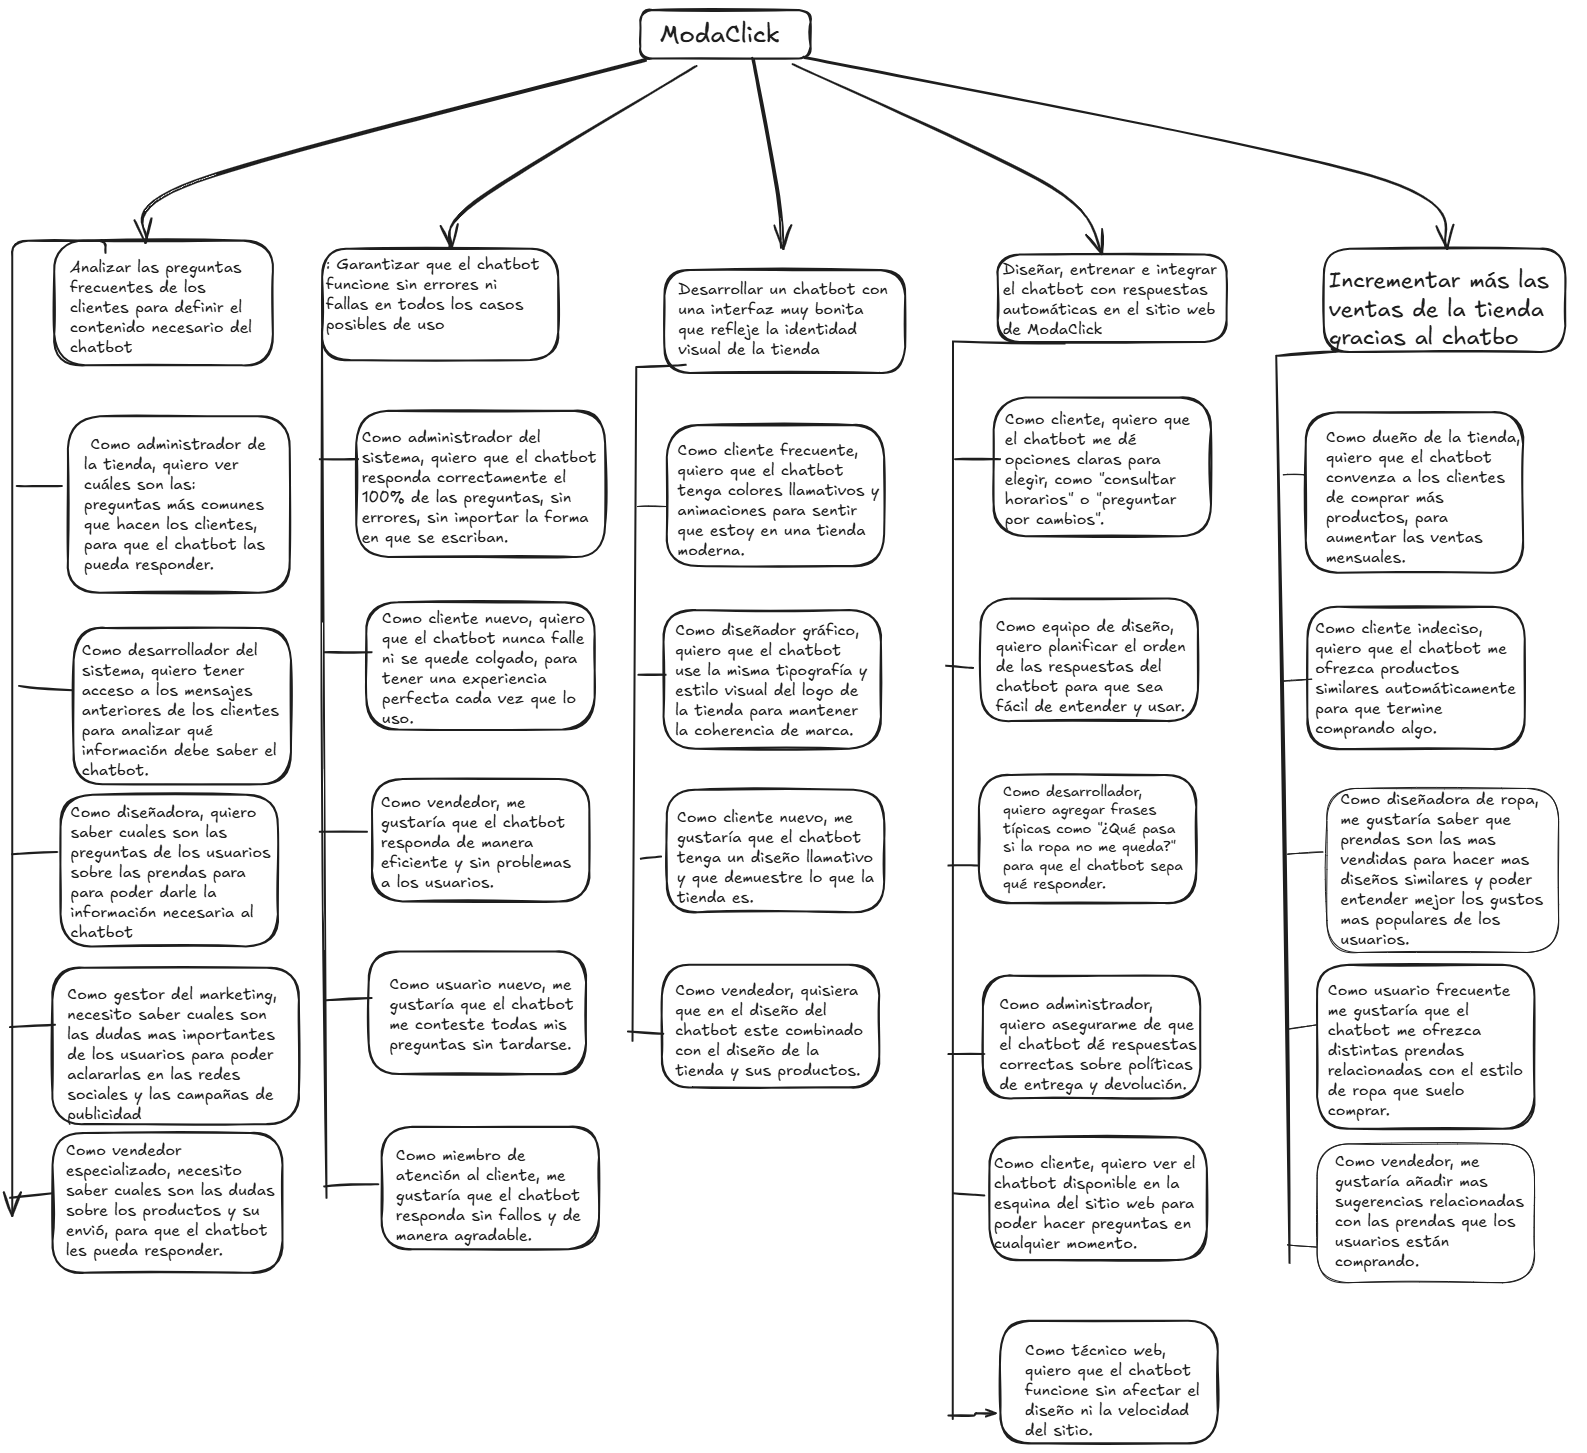 ModaClick
Analizar las preguntas
frecuentes de los
clientes para definir el
contenido necesario del
chatbot
Como administrador de
la tienda, quiero ver
cuáles son las:
preguntas más comunes
que hacen los clientes,
para que el chatbot las
pueda responder.
Como desarrollador del
sistema, quiero tener
acceso a los mensajes
anteriores de los clientes
para analizar qué
información debe saber el
chatbot.
Como diseñadora, quiero
saber cuales son las
preguntas de los usuarios
sobre las prendas para
para poder darle la
información necesaria al
chatbot
Como gestor del marketing,
necesito saber cuales son
las dudas mas importantes
de los usuarios para poder
aclararlas en las redes
sociales y las campañas de
publicidad
Como vendedor
especializado, necesito
saber cuales son las dudas
sobre los productos y su
envió, para que el chatbot
les pueda responder.
: Garantizar que el chatbot
funcione sin errores ni
fallas en todos los casos
posibles de uso
Como administrador del
sistema, quiero que el chatbot
responda correctamente el
100% de las preguntas, sin
errores, sin importar la forma
en que se escriban.
Como cliente nuevo, quiero
que el chatbot nunca falle
ni se quede colgado, para
tener una experiencia
perfecta cada vez que lo
uso.
Como vendedor, me
gustaría que el chatbot
responda de manera
eficiente y sin problemas
a los usuarios.
Como usuario nuevo, me
gustaría que el chatbot
me conteste todas mis
preguntas sin tardarse.
Como miembro de
atención al cliente, me
gustaría que el chatbot
responda sin fallos y de
manera agradable.
Desarrollar un chatbot con
una interfaz muy bonita
que refleje la identidad
visual de la tienda
Como cliente frecuente,
quiero que el chatbot
tenga colores llamativos y
animaciones para sentir
que estoy en una tienda
moderna.
Como diseñador gráfico,
quiero que el chatbot
use la misma tipografía y
estilo visual del logo de
la tienda para mantener
la coherencia de marca.
Como cliente nuevo, me
gustaría que el chatbot
tenga un diseño llamativo
y que demuestre lo que la
tienda es.
Como vendedor, quisiera
que en el diseño del
chatbot este combinado
con el diseño de la
tienda y sus productos.
Diseñar, entrenar e integrar
el chatbot con respuestas
automáticas en el sitio web
de ModaClick
Como cliente, quiero que
el chatbot me dé
opciones claras para
elegir, como "consultar
horarios" o "preguntar
por cambios".
Como equipo de diseño,
quiero planificar el orden
de las respuestas del
chatbot para que sea
fácil de entender y usar.
Como desarrollador,
quiero agregar frases
típicas como "¿Qué pasa
si la ropa no me queda?"
para que el chatbot sepa
qué responder.
Como administrador,
quiero asegurarme de que
el chatbot dé respuestas
correctas sobre políticas
de entrega y devolución.
Como cliente, quiero ver el
chatbot disponible en la
esquina del sitio web para
poder hacer preguntas en
cualquier momento.
Como técnico web,
quiero que el chatbot
funcione sin afectar el
diseño ni la velocidad
del sitio.
Incrementar más las
ventas de la tienda
gracias al chatbo
Como dueño de la tienda,
quiero que el chatbot
convenza a los clientes
de comprar más
productos, para
aumentar las ventas
mensuales.
Como cliente indeciso,
quiero que el chatbot me
ofrezca productos
similares automáticamente
para que termine
comprando algo.
Como diseñadora de ropa,
me gustaría saber que
prendas son las mas
vendidas para hacer mas
diseños similares y poder
entender mejor los gustos
mas populares de los
usuarios.
Como usuario frecuente
me gustaría que el
chatbot me ofrezca
distintas prendas
relacionadas con el estilo
de ropa que suelo
comprar.
Como vendedor, me
gustaría añadir mas
sugerencias relacionadas
con las prendas que los
usuarios están
comprando.